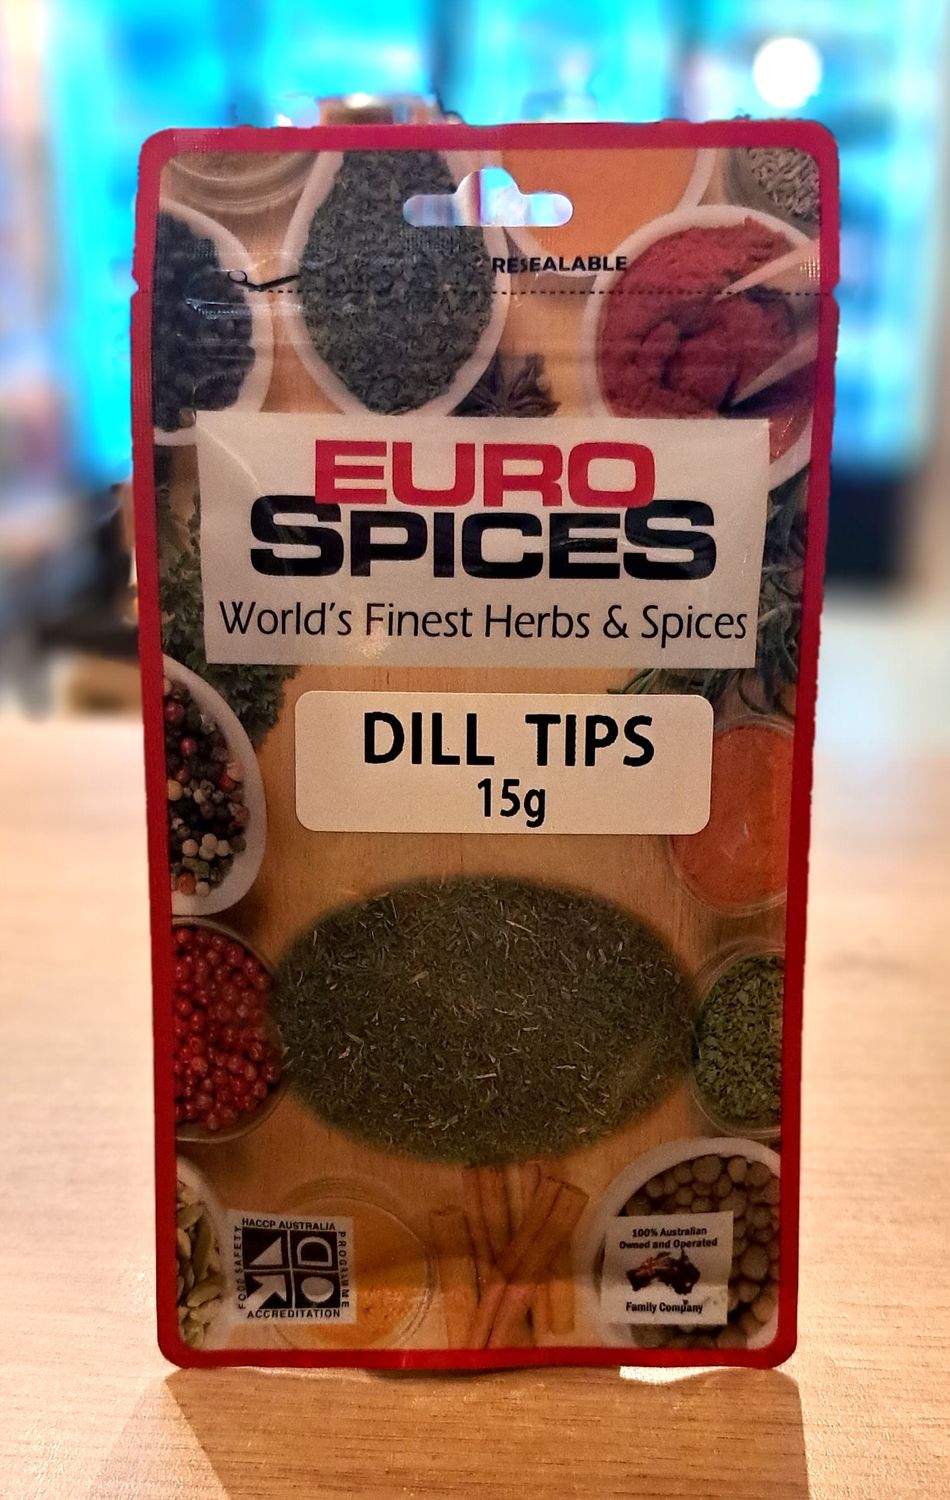 RESEALABLE
EURO
SPICES
World's Finest Herbs & Spices
DILL TIPS
15g
HACCP AUSTRALIA
FOOD SAFETY
PROGRAMME
ACCREDITATION
100% Australian
Owned and Operated
Family Company